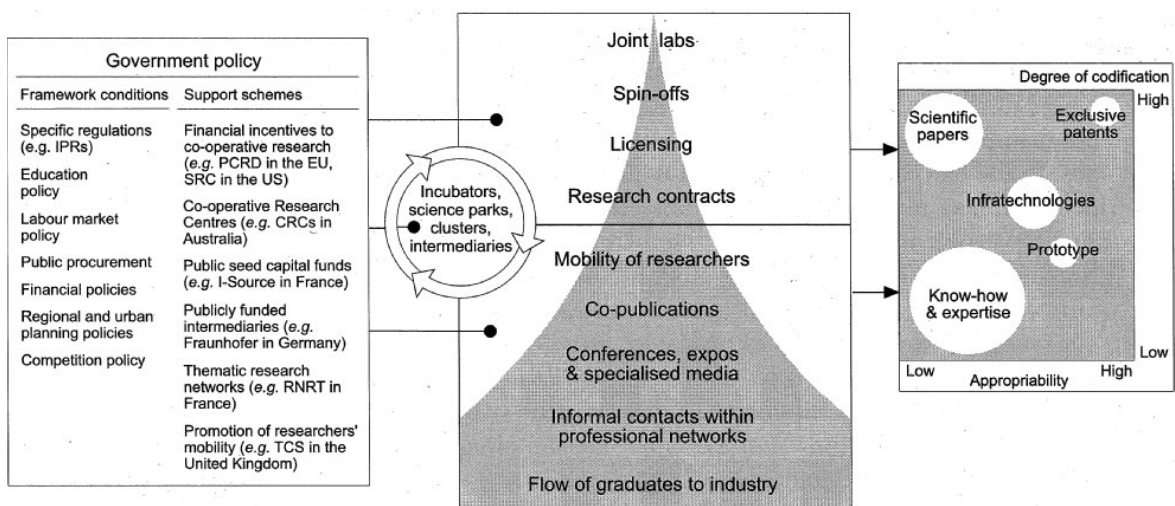 Government policy
Framework conditions
Specific regulations
(e.g. IPRs)
Education
policy
Labour market
policy
Public procurement
Financial policies
Regional and urban
planning policies
Competition policy
Support schemes
Financial incentives to
co-operative research
(e.g. PCRD in the EU,
SRC in the US)
Co-operative Research
Centres (e.g. CRCs in
Australia)
Public seed capital funds
(e.g. I-Source in France)
Publicly funded
intermediaries (e.g.
Fraunhofer in Germany)
Thematic research
networks (e.g. RNRT in
France)
Promotion of researchers'
mobility (e.g. TCS in the
United Kingdom)
Incubators,
science parks,
clusters,
intermediaries
Joint labs
Spin-offs
Licensing
Research contracts
Mobility of researchers
Co-publications
Conferences, expos
& specialised media
Informal contacts within
professional networks
Flow of graduates to industry
Degree of codification
High
Scientific
papers
Exclusive
patents
Infratechnologies
Prototype
Know-how
& expertise
Low
Low
High
Appropriability